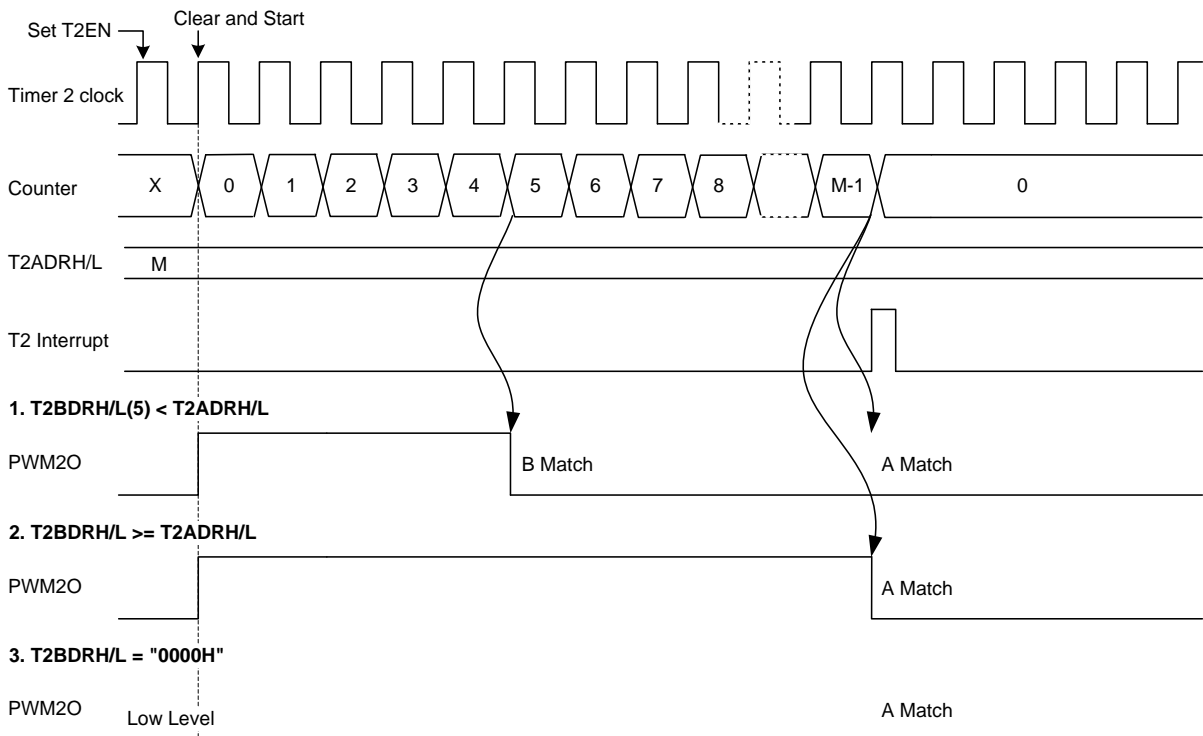 Clear and Start
Set T2EN
Timer 2 clock
Counter X 0 1 2 3 4 5 6 7 8 M-1 0
T2ADRH/L M
T2 Interrupt
1. T2BDRH/L(5) < T2ADRH/L
PWM2O B Match A Match
2. T2BDRH/L >= T2ADRH/L
PWM2O A Match
3. T2BDRH/L = "0000H"
PWM2O Low Level A Match